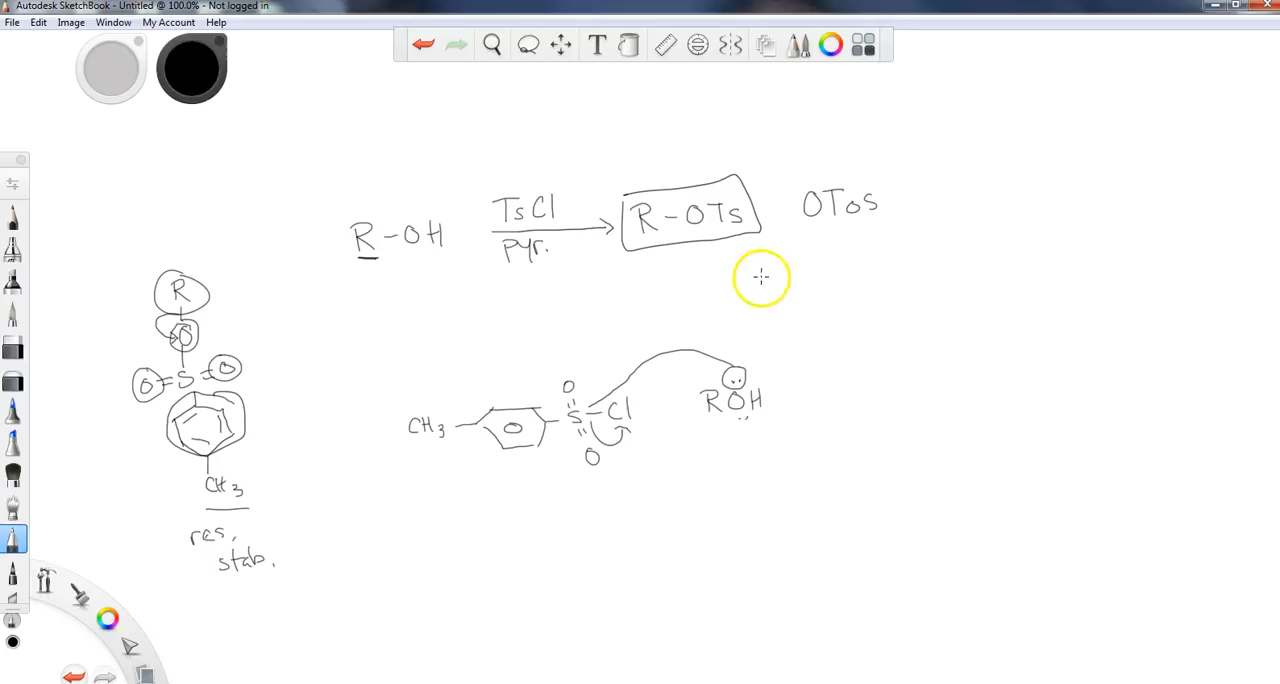 Autodesk SketchBook - Untitled @ 100.0% - Not logged in
File Edit Image Window My Account Help
R-OH TsCl R-OTs OTos
pyr.
R
O
O=S=O
CH3
res.
stab.
O
CH3 S-Cl ROH
O
O